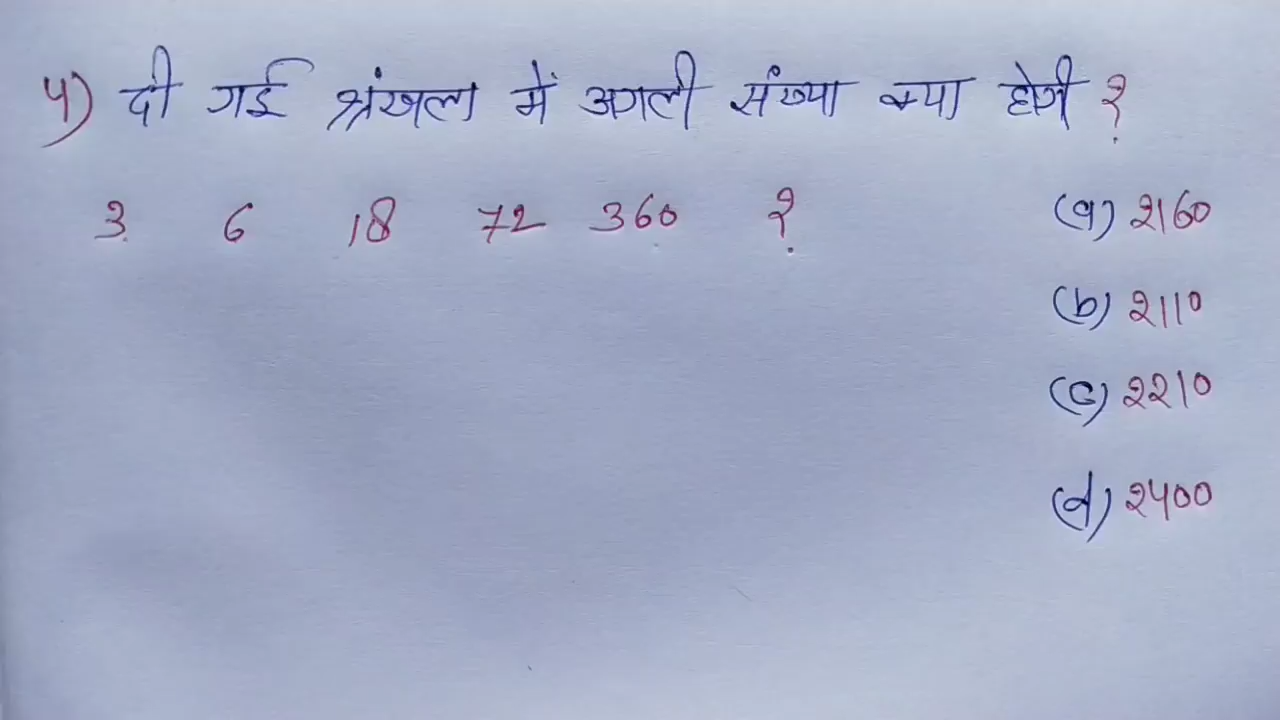 4) दी गई श्रंखला में अगली संख्या क्या होगी ?
3 6 18 72 360 ?
(a) 2160
(b) 2110
(c) 2210
(d) 2400